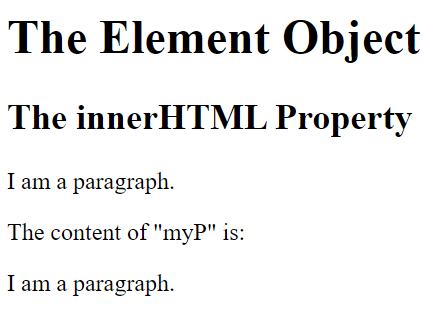 The Element Object
The innerHTML Property
I am a paragraph.
The content of "myP" is:
I am a paragraph.